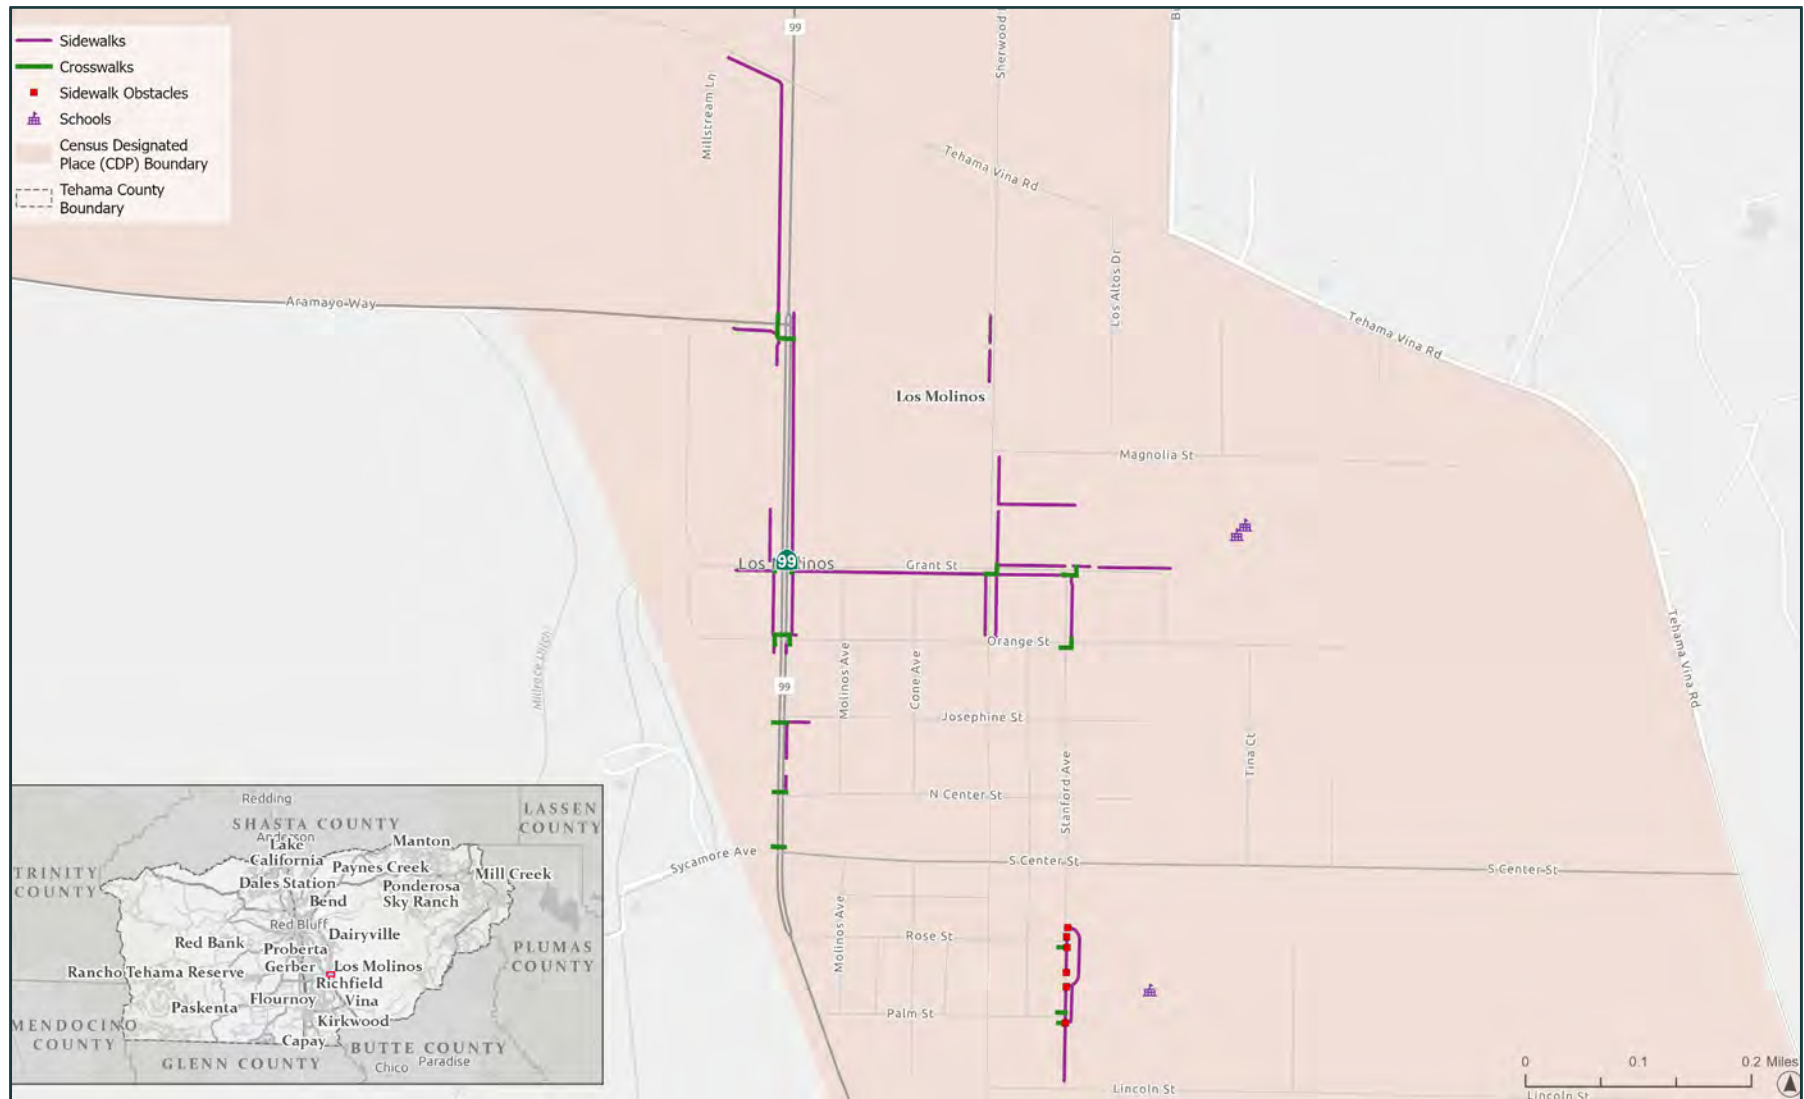 Sidewalks
Crosswalks
Sidewalk Obstacles
Schools
Census Designated
Place (CDP) Boundary
Tehama County
Boundary
99
Sherwood
Millstream Ln
Tehama Vina Rd
Los Altos Dr
Aramayo Way
Tehama Vina Rd
Los Molinos
Magnolia St
Los Molinos
99
Grant St
Orange St
Millrace Ditch
Molinos Ave
Cone Ave
Tehama Vina Rd
99
Josephine St
Stanford Ave
Tina Ct
N Center St
Sycamore Ave
S Center St
S Center St
Molinos Ave
Rose St
Palm St
Lincoln St
Lincoln St
0 0.1 0.2 Miles
Redding
SHASTA COUNTY
LASSEN
COUNTY
Anderson
Lake
California
Manton
Paynes Creek
TRINITY
COUNTY
Dales Station
Ponderosa
Sky Ranch
Mill Creek
Bend
Red Bluff
Dairyville
Red Bank
Proberta
PLUMAS
COUNTY
Gerber
Los Molinos
Rancho Tehama Reserve
Richfield
Flournoy
Vina
Paskenta
Kirkwood
MENDOCINO
COUNTY
Capay
BUTTE COUNTY
GLENN COUNTY
Chico
Paradise